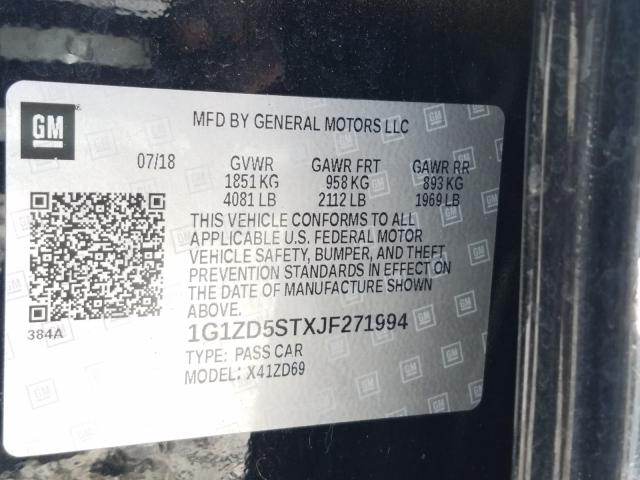 GM
MFD BY GENERAL MOTORS LLC
07/18 GVWR GAWR FRT GAWR RR
1851 KG 958 KG 893 KG
4081 LB 2112 LB 1969 LB
THIS VEHICLE CONFORMS TO ALL
APPLICABLE U.S. FEDERAL MOTOR
VEHICLE SAFETY, BUMPER, AND THEFT
PREVENTION STANDARDS IN EFFECT ON
THE DATE OF MANUFACTURE SHOWN
ABOVE.
384A
1G1ZD5STXJF271994
TYPE: PASS CAR
MODEL: X41ZD69